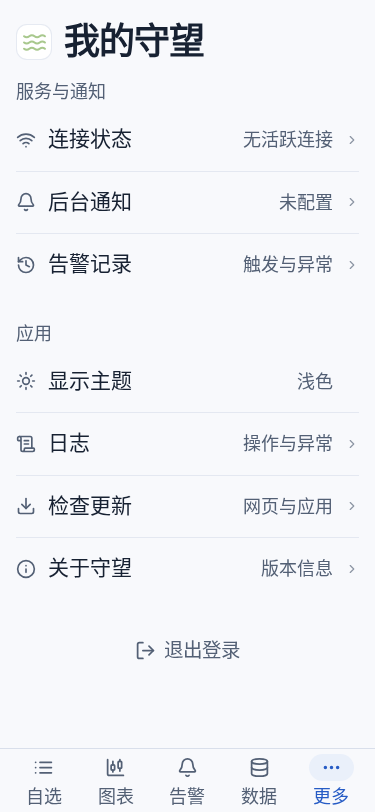 我的守望
服务与通知
连接状态 无活跃连接
后台通知 未配置
告警记录 触发与异常
应用
显示主题 浅色
日志 操作与异常
检查更新 网页与应用
关于守望 版本信息
退出登录
自选 图表 告警 数据 更多